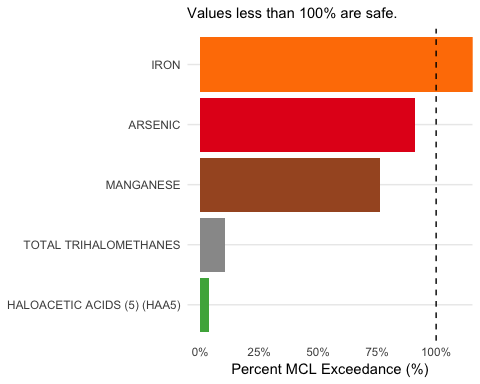 Values less than 100% are safe.
IRON
ARSENIC
MANGANESE
TOTAL TRIHALOMETHANES
HALOACETIC ACIDS (5) (HAA5)
0% 25% 50% 75% 100%
Percent MCL Exceedance (%)